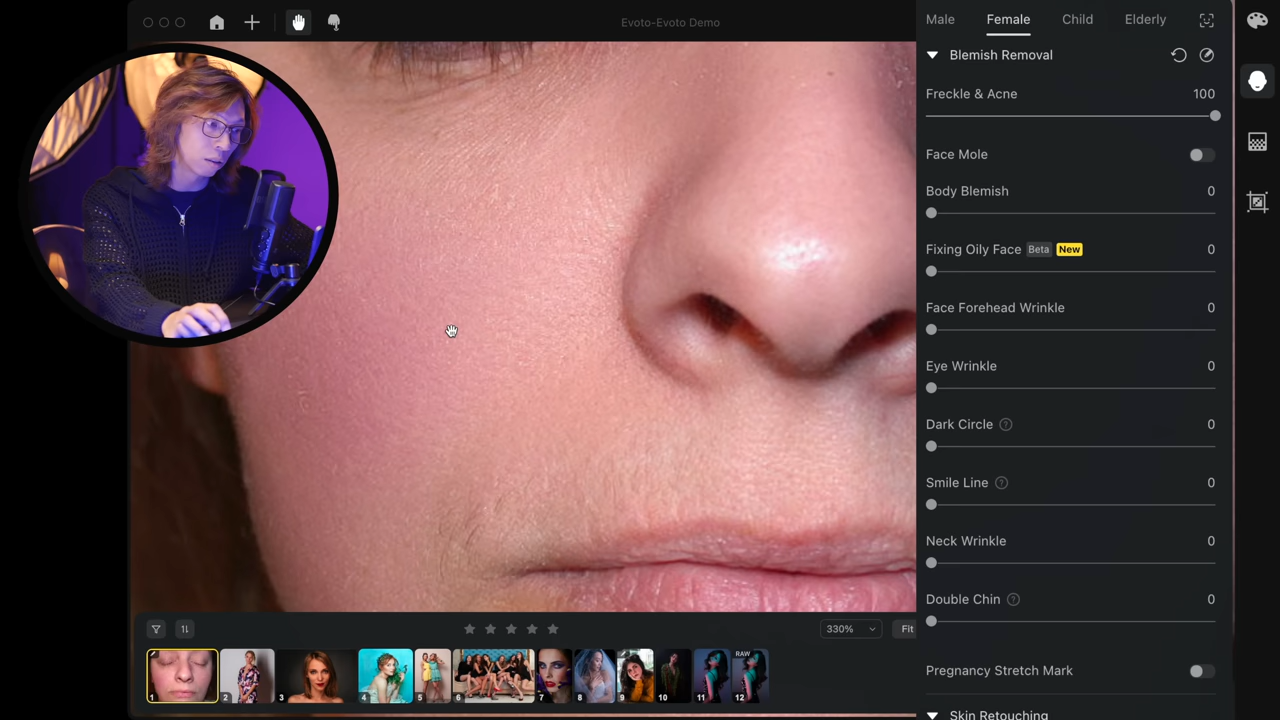 Evoto-Evoto Demo
Male Female Child Elderly
Blemish Removal
Freckle & Acne 100
Face Mole
Body Blemish 0
Fixing Oily Face Beta New 0
Face Forehead Wrinkle 0
Eye Wrinkle 0
Dark Circle ? 0
Smile Line ? 0
Neck Wrinkle 0
Double Chin ? 0
Pregnancy Stretch Mark
Skin Retouching
330% Fit
RAW
1 2 3 4 5 6 7 8 9 10 11 12